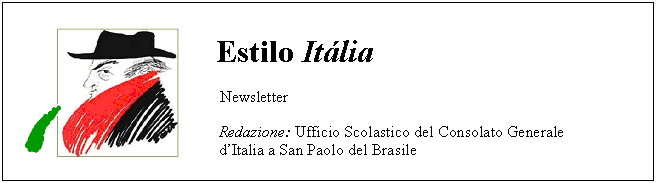 Estilo Itália
Newsletter
Redazione: Ufficio Scolastico del Consolato Generale
d'Italia a San Paolo del Brasile